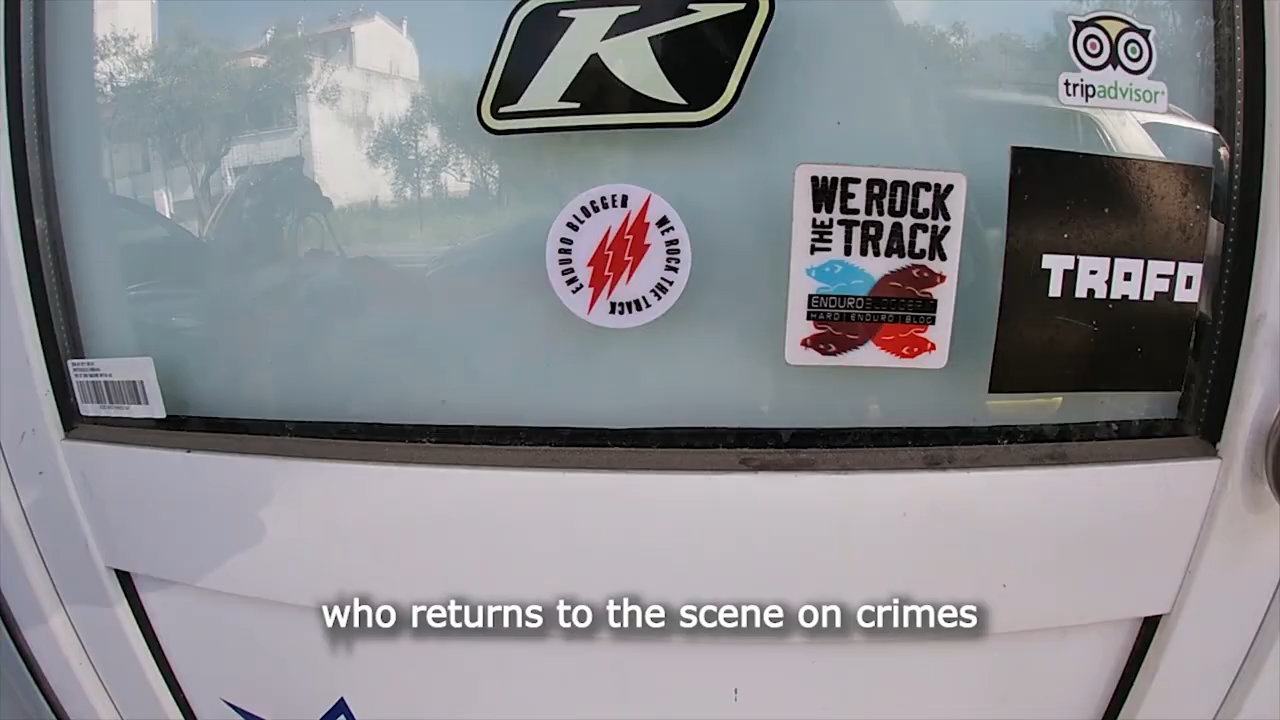 K
tripadvisor
ENDURO BLOGGER
WE ROCK THE TRACK
WE ROCK
THE TRACK
ENDUROBLOGGER
HARD | ENDURO | BLOG
TRAFO
who returns to the scene on crimes